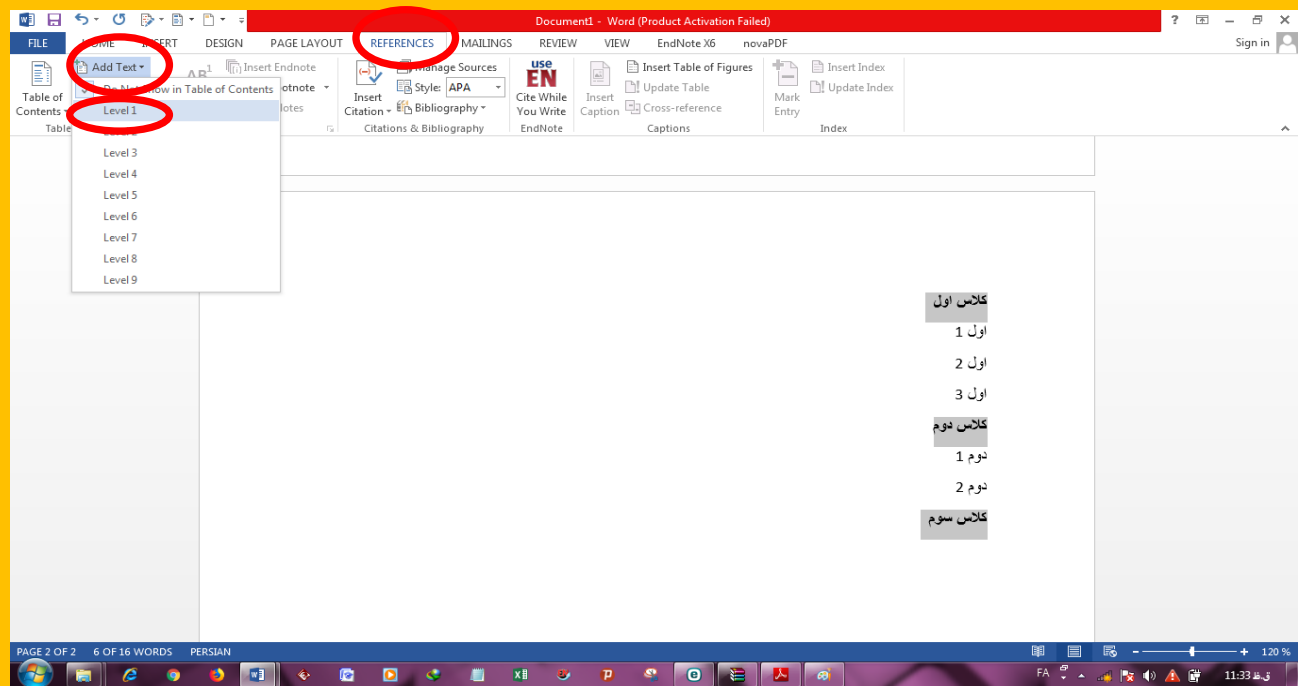 Document1 - Word (Product Activation Failed)
FILE HOME INSERT DESIGN PAGE LAYOUT REFERENCES MAILINGS REVIEW VIEW EndNote X6 novaPDF Sign in
Add Text Insert Endnote Manage Sources Insert Table of Figures Insert Index
AB1
use
EN
Do Not Show in Table of Contents Style: APA Update Table Update Index
Table of Contents
Insert Citation
Cite While You Write
Insert Caption
Mark Entry
Level 1 Bibliography Cross-reference
Table Citations & Bibliography EndNote Captions Index
Level 3
Level 4
Level 5
Level 6
Level 7
Level 8
Level 9
کلاس اول
اول 1
اول 2
اول 3
کلاس دوم
دوم 1
دوم 2
کلاس سوم
PAGE 2 OF 2 6 OF 16 WORDS PERSIAN 120 %
FA 11:33 ق.ظ